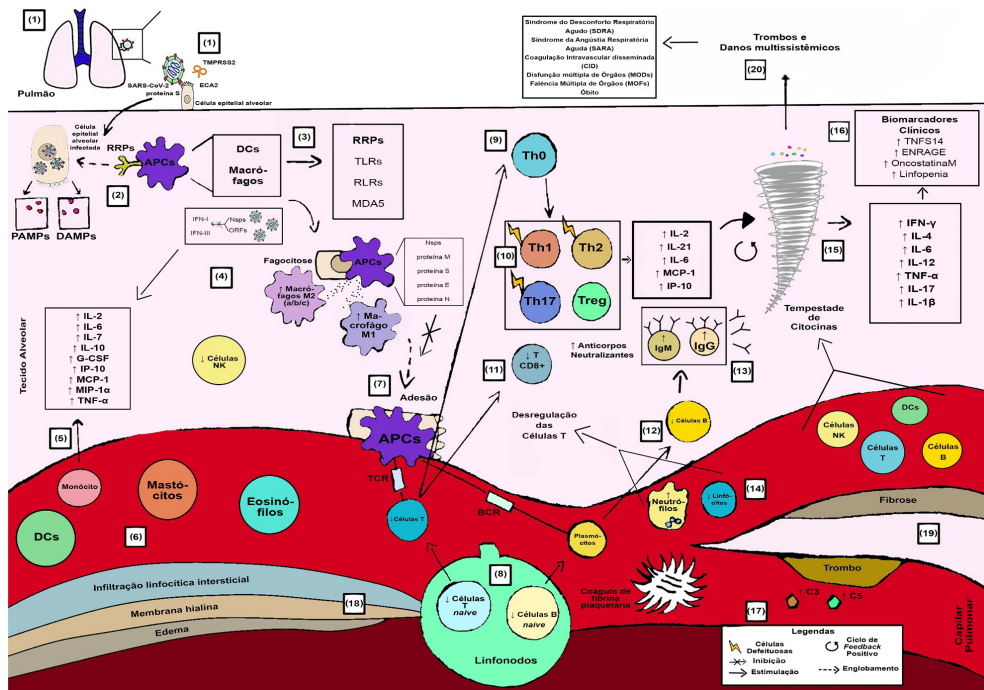 (1)
Pulmão
(1)
TMPRSS2
SARS-CoV-2
proteína S
ECA2
Célula epitelial alveolar
Síndrome do Desconforto Respiratório
Agudo (SDRA)
Síndrome da Angústia Respiratória
Aguda (SARA)
Coagulação Intravascular disseminada
(CID)
Disfunção múltipla de Órgãos (MODs)
Falência Múltipla de Órgãos (MOFs)
Óbito
Trombos e
Danos multissistêmicos
(20)
Célula
epitelial
alveolar
infectada
RRPs
APCs
(2)
PAMPs
DAMPs
DCs
Macró-
fagos
(3)
RRPs
TLRs
RLRs
MDA5
IFN-I
IFN-III
Nsps
ORFs
(4)
Fagocitose
APCs
Nsps
proteína M
proteína S
proteína E
proteína N
↑ Macró-
fagos M2
(a/b/c)
↑ Ma-
crofágo
M1
Tecido Alveolar
↑ IL-2
↑ IL-6
↑ IL-7
↑ IL-10
↑ G-CSF
↑ IP-10
↑ MCP-1
↑ MIP-1α
↑ TNF-α
(5)
↓ Células
NK
(7)
Adesão
APCs
TCR
BCR
↓Células T
(9)
Th0
(10)
Th1
Th2
Th17
Treg
↑ IL-2
↑ IL-21
↑ IL-6
↑ MCP-1
↑ IP-10
(11)
↓ T
CD8+
↑ Anticorpos
Neutralizantes
↑
IgM
↑
IgG
(13)
(12)
↓ Células B
Desregulação
das
Células T
Tempestade
de
Citocinas
(15)
(16)
Biomarcadores
Clínicos
↑ TNFS14
↑ ENRAGE
↑ OncostatinaM
↑ Linfopenia
↑ IFN-γ
↑ IL-4
↑ IL-6
↑ IL-12
↑ TNF-α
↑ IL-17
↑ IL-1β
DCs
Células
NK
Células
T
Células
B
Monócito
Mastó-
citos
Eosinó-
filos
DCs
(6)
Plasmó-
citos
↑
Neutró-
filos
↓ Linfó-
citos
(14)
Fibrose
(19)
Trombo
↑ C3
↑ C5
(17)
Coágulo de
fibrina
plaquetária
Capilar
Pulmonar
Infiltração linfocítica intersticial
Membrana hialina
Edema
(18)
(8)
↓ Células
T
naïve
↓ Células B
naïve
Linfonodos
Legendas
Células
Defeituosas
Ciclo de
Feedback
Positivo
Inibição
Estimulação
Englobamento